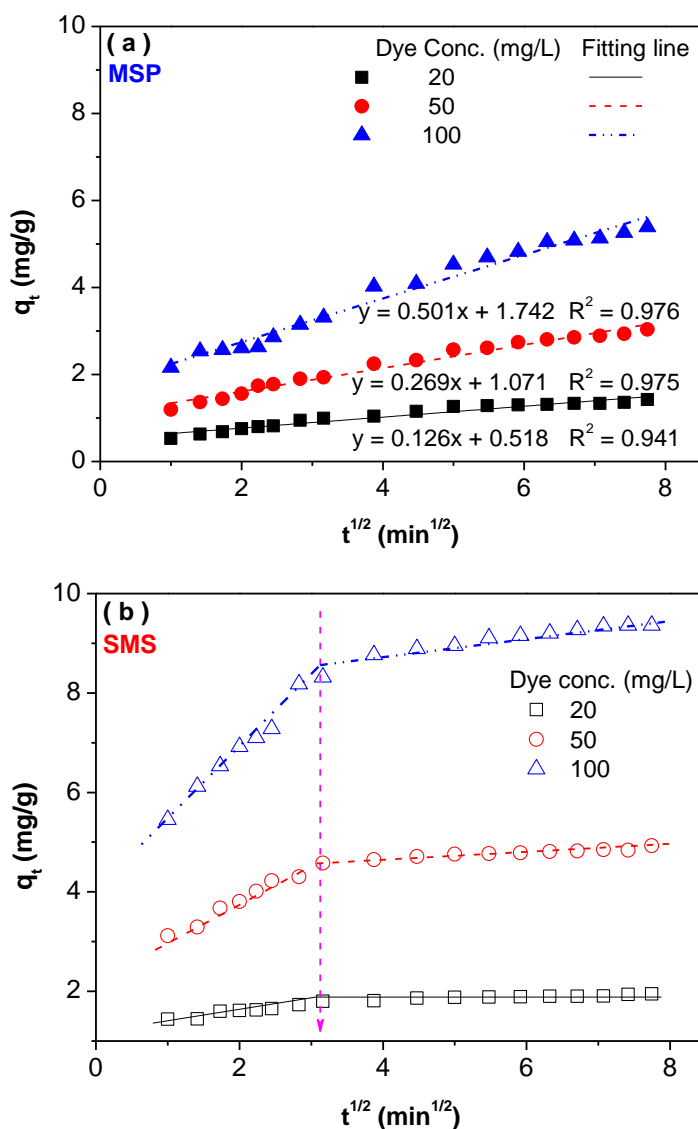 ( a )
MSP
Dye Conc. (mg/L) Fitting line
20
50
100
y = 0.501x + 1.742 R² = 0.976
y = 0.269x + 1.071 R² = 0.975
y = 0.126x + 0.518 R² = 0.941
10
8
6
4
2
0
qₜ (mg/g)
0 2 4 6 8
t^1/2 (min^1/2)
( b )
SMS
Dye conc. (mg/L)
20
50
100
10
8
6
4
2
qₜ (mg/g)
0 2 4 6 8
t^1/2 (min^1/2)